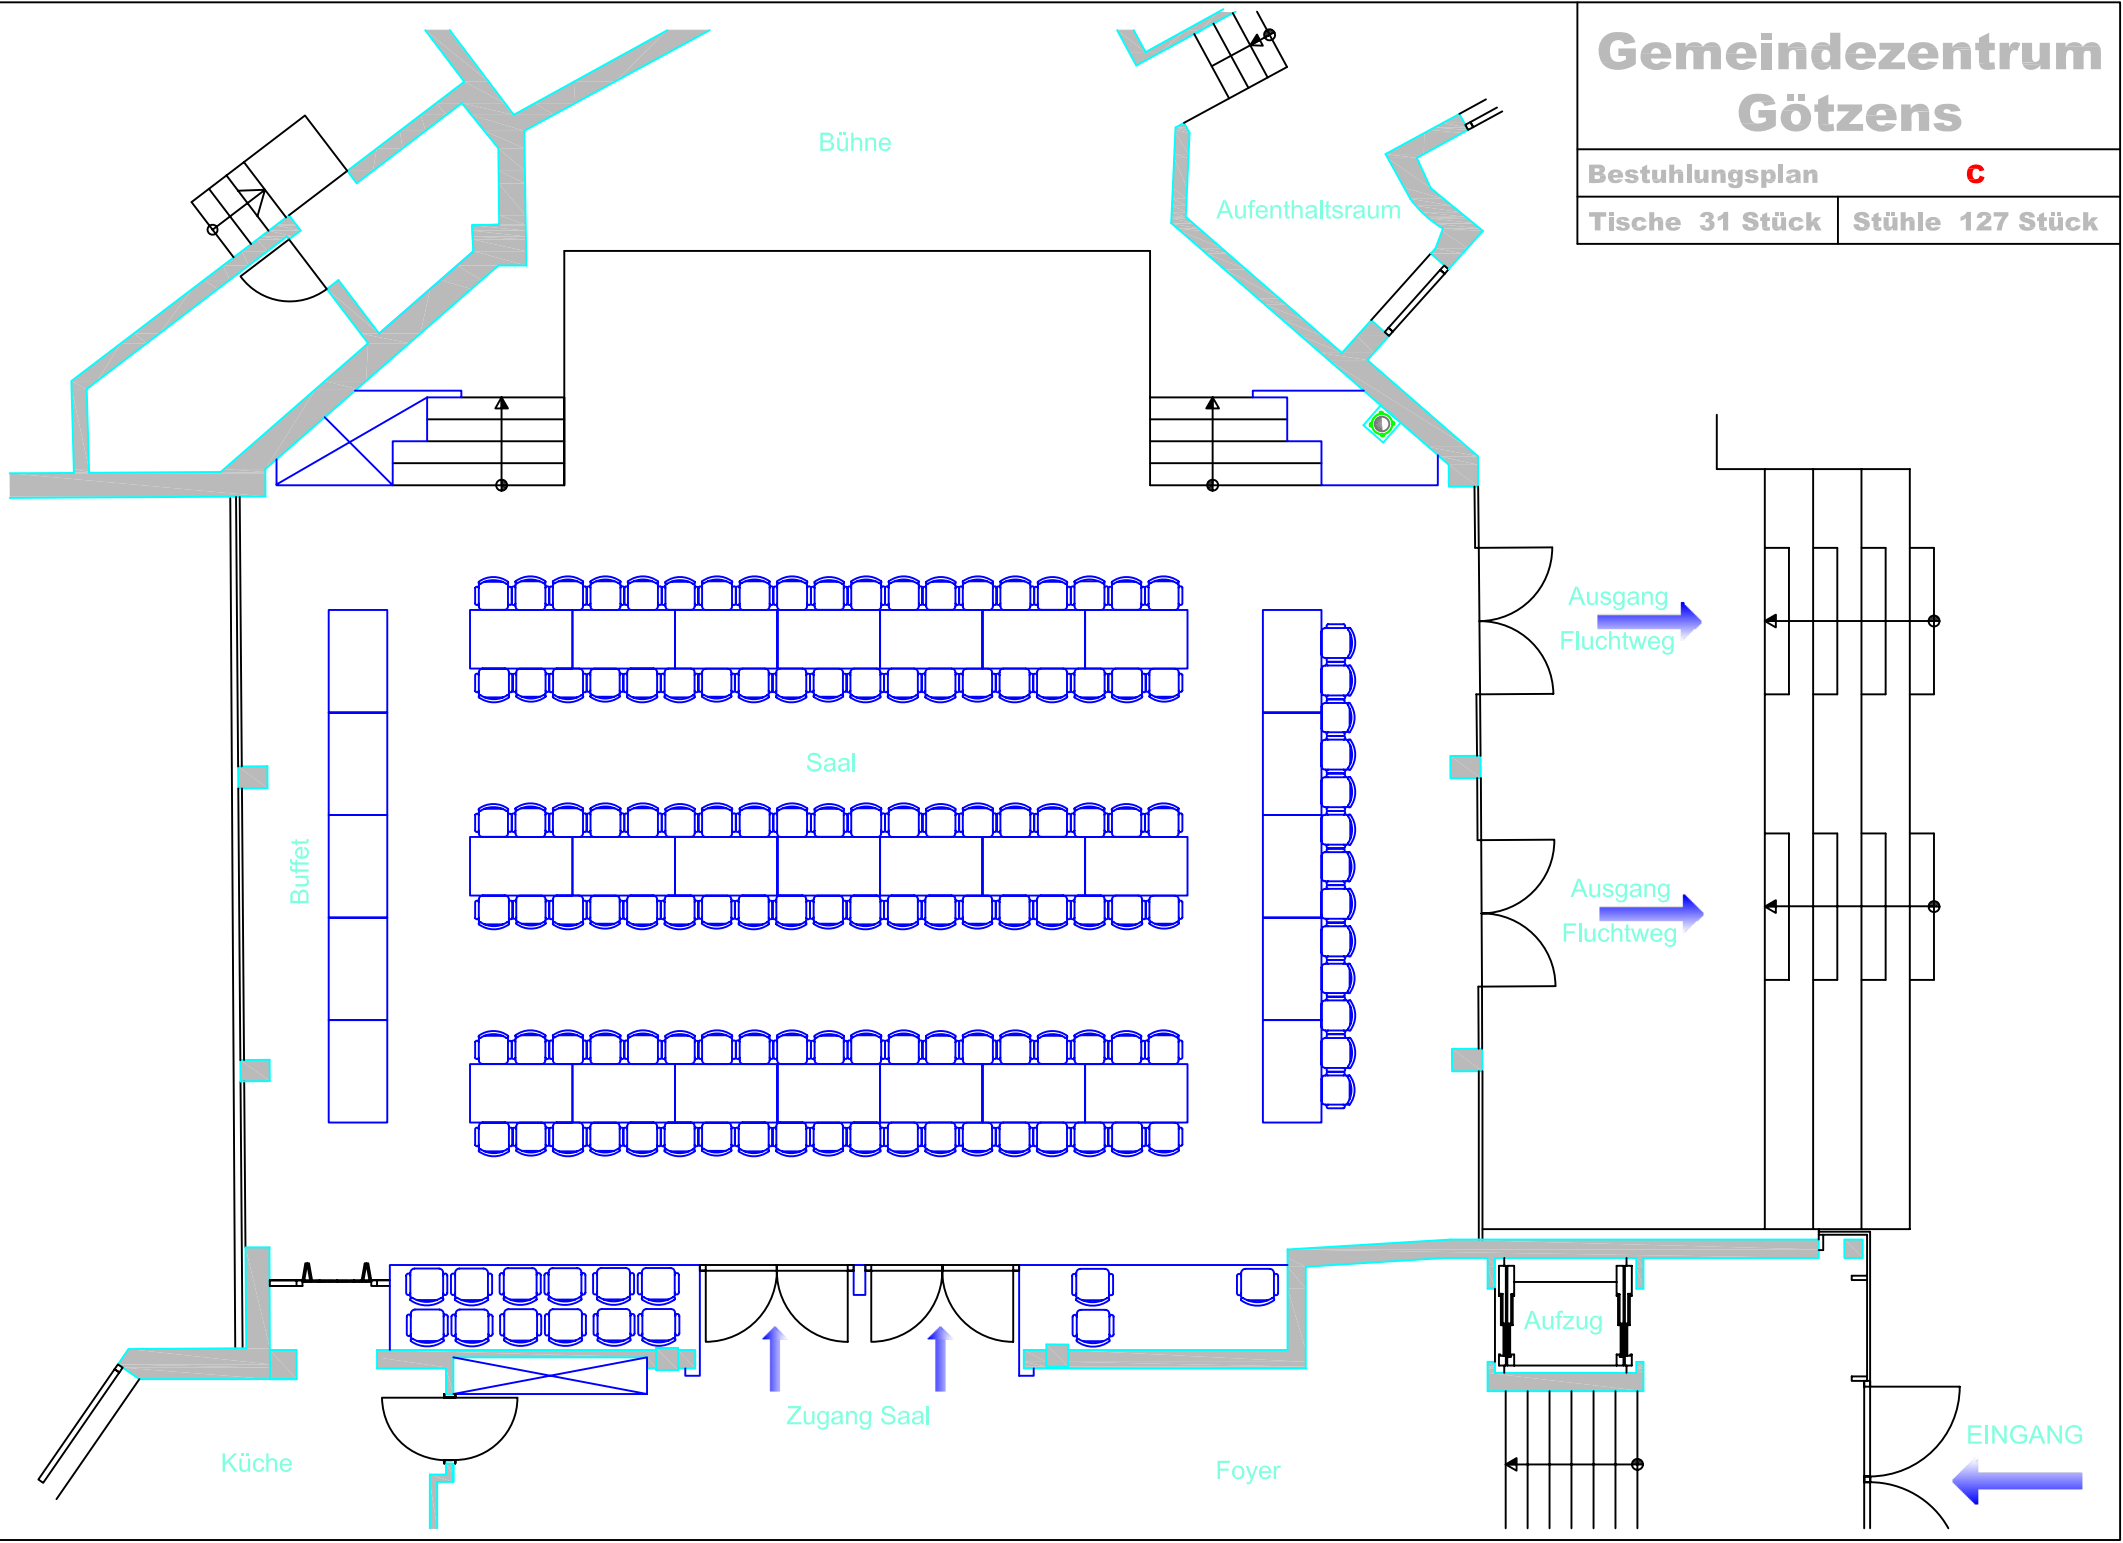 Gemeindezentrum
Götzens
Bestuhlungsplan C
Tische 31 Stück Stühle 127 Stück
Bühne
Aufenthaltsraum
Ausgang
Fluchtweg
Saal
Buffet
Ausgang
Fluchtweg
Aufzug
Zugang Saal
Küche
Foyer
EINGANG